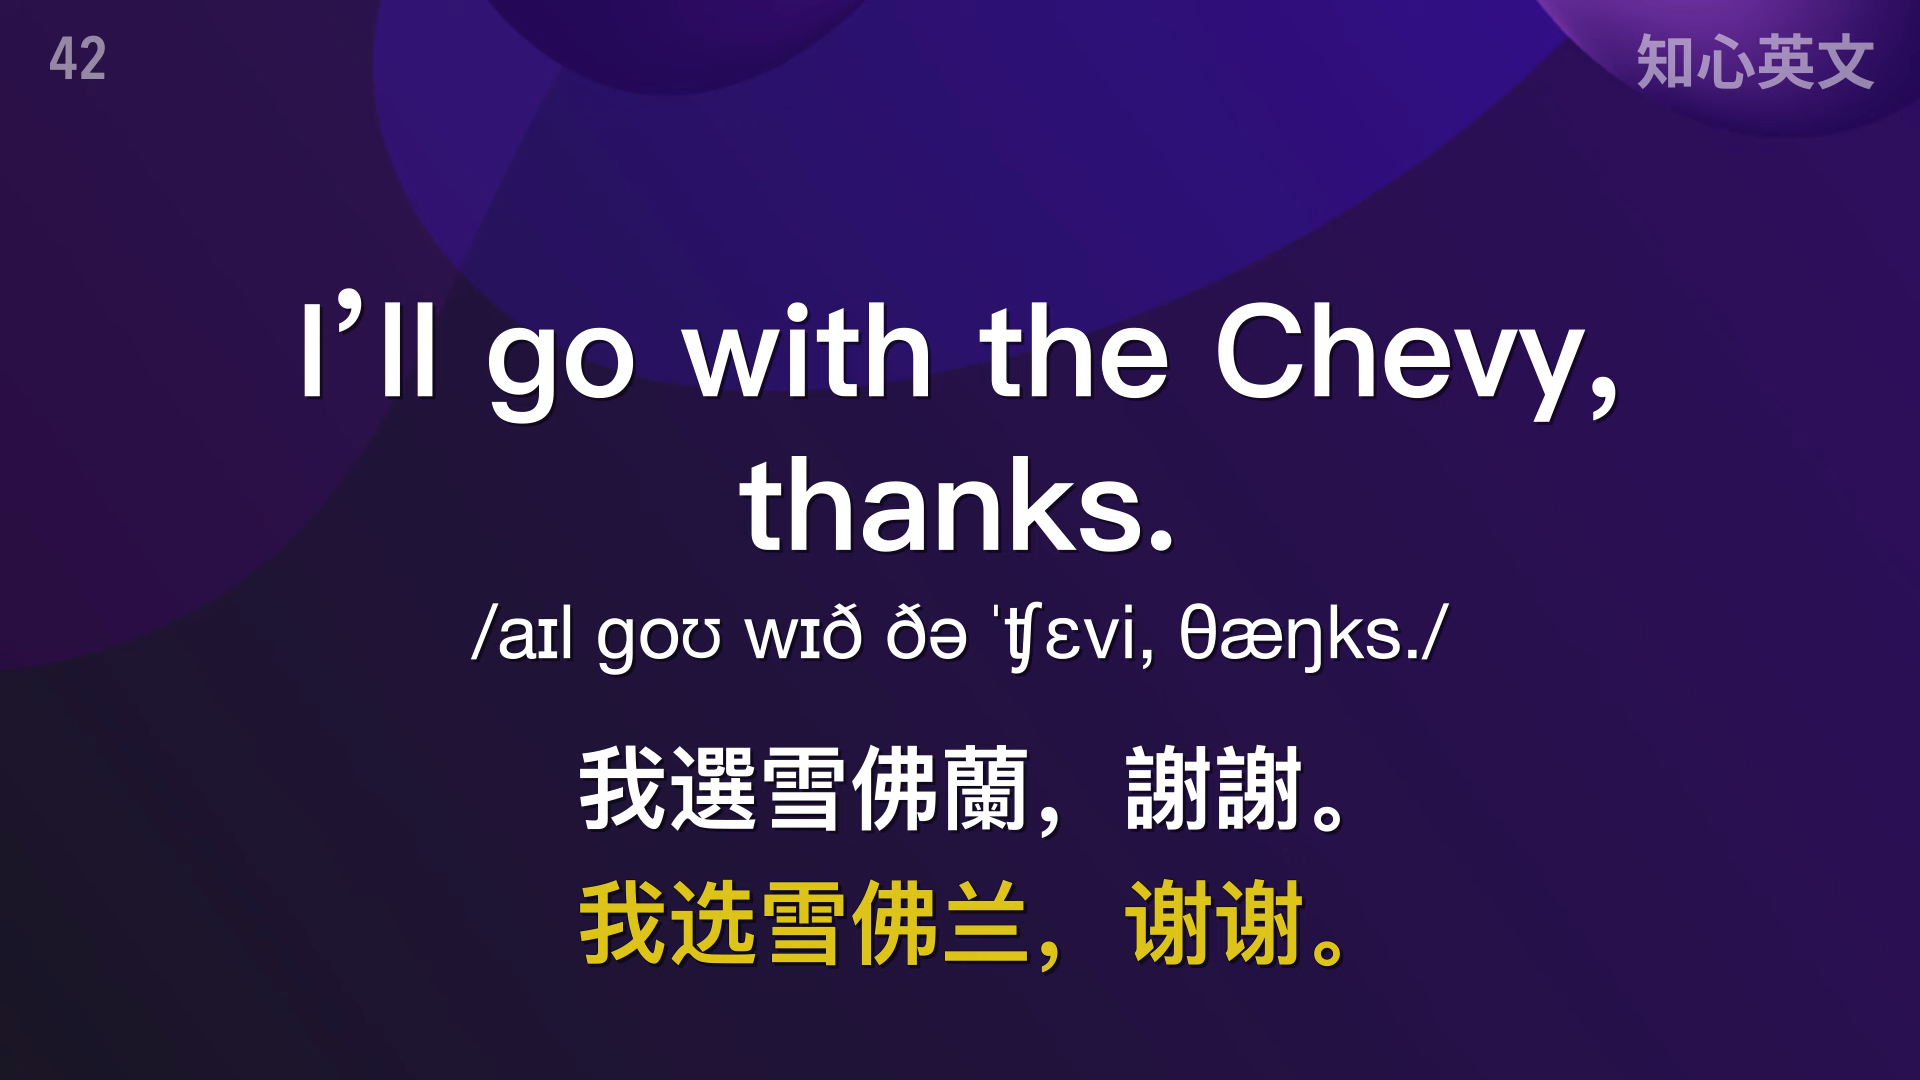 42
知心英文
I’ll go with the Chevy,
thanks.
/aɪl goʊ wɪð ðə ˈʧɛvi, θæŋks./
我選雪佛蘭，謝謝。
我选雪佛兰，谢谢。